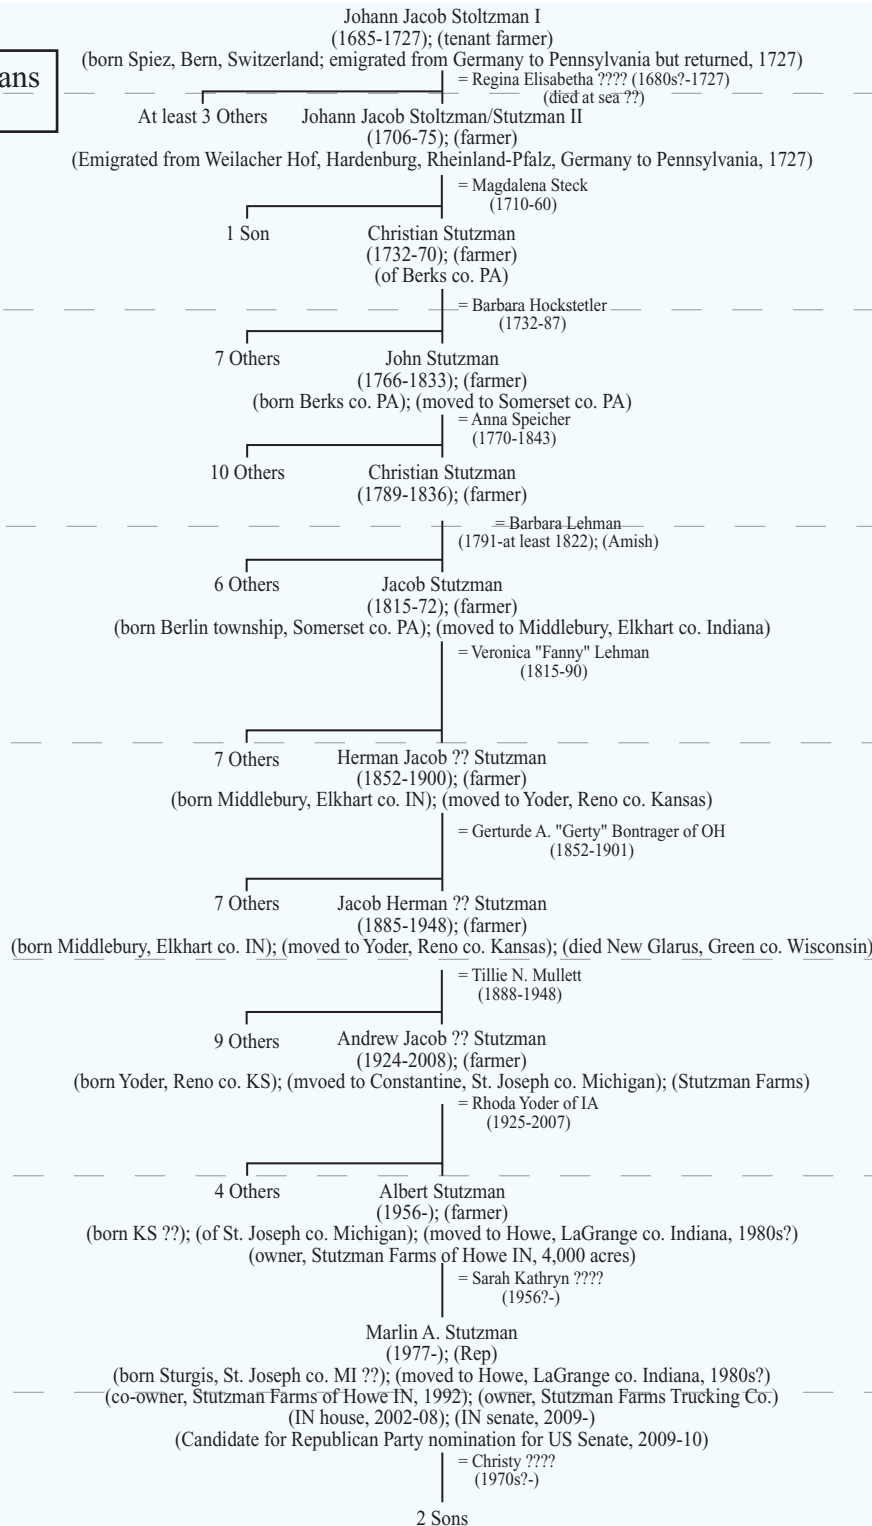 Johann Jacob Stoltzman I
(1685-1727); (tenant farmer)
(born Spiez, Bern, Switzerland; emigrated from Germany to Pennsylvania but returned, 1727)
ans
= Regina Elisabetha ???? (1680s?-1727)
(died at sea ??)
At least 3 Others
Johann Jacob Stoltzman/Stutzman II
(1706-75); (farmer)
(Emigrated from Weilacher Hof, Hardenburg, Rheinland-Pfalz, Germany to Pennsylvania, 1727)
= Magdalena Steck
(1710-60)
1 Son
Christian Stutzman
(1732-70); (farmer)
(of Berks co. PA)
= Barbara Hockstetler
(1732-87)
7 Others
John Stutzman
(1766-1833); (farmer)
(born Berks co. PA); (moved to Somerset co. PA)
= Anna Speicher
(1770-1843)
10 Others
Christian Stutzman
(1789-1836); (farmer)
= Barbara Lehman
(1791-at least 1822); (Amish)
6 Others
Jacob Stutzman
(1815-72); (farmer)
(born Berlin township, Somerset co. PA); (moved to Middlebury, Elkhart co. Indiana)
= Veronica "Fanny" Lehman
(1815-90)
7 Others
Herman Jacob ?? Stutzman
(1852-1900); (farmer)
(born Middlebury, Elkhart co. IN); (moved to Yoder, Reno co. Kansas)
= Gerturde A. "Gerty" Bontrager of OH
(1852-1901)
7 Others
Jacob Herman ?? Stutzman
(1885-1948); (farmer)
(born Middlebury, Elkhart co. IN); (moved to Yoder, Reno co. Kansas); (died New Glarus, Green co. Wisconsin)
= Tillie N. Mullett
(1888-1948)
9 Others
Andrew Jacob ?? Stutzman
(1924-2008); (farmer)
(born Yoder, Reno co. KS); (mvoed to Constantine, St. Joseph co. Michigan); (Stutzman Farms)
= Rhoda Yoder of IA
(1925-2007)
4 Others
Albert Stutzman
(1956-); (farmer)
(born KS ??); (of St. Joseph co. Michigan); (moved to Howe, LaGrange co. Indiana, 1980s?)
(owner, Stutzman Farms of Howe IN, 4,000 acres)
= Sarah Kathryn ????
(1956?-)
Marlin A. Stutzman
(1977-); (Rep)
(born Sturgis, St. Joseph co. MI ??); (moved to Howe, LaGrange co. Indiana, 1980s?)
(co-owner, Stutzman Farms of Howe IN, 1992); (owner, Stutzman Farms Trucking Co.)
(IN house, 2002-08); (IN senate, 2009-)
(Candidate for Republican Party nomination for US Senate, 2009-10)
= Christy ????
(1970s?-)
2 Sons